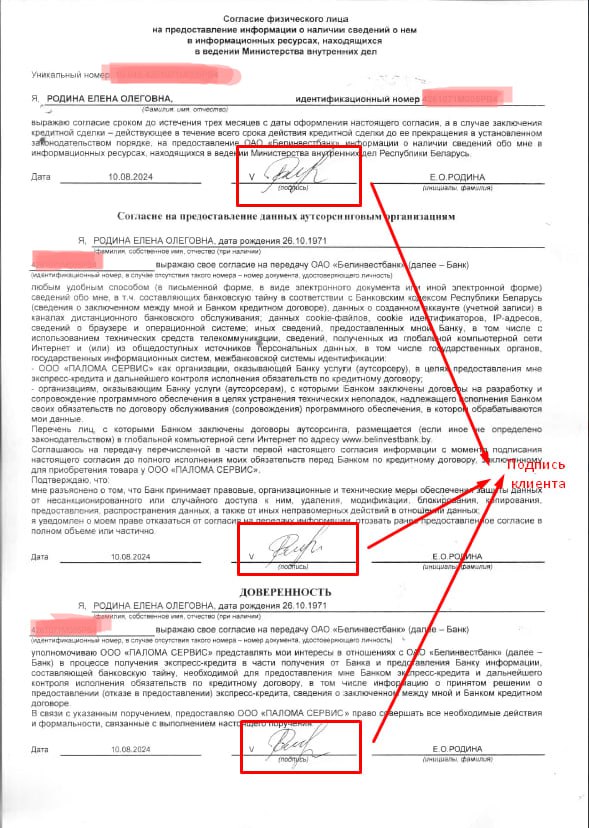 Согласие физического лица
на предоставление информации о наличии сведений о нем
в информационных ресурсах, находящихся
в ведении Министерства внутренних дел
Уникальный номер
Я, РОДИНА ЕЛЕНА ОЛЕГОВНА, идентификационный номер
(Фамилия, имя, отчество)
выражаю согласие сроком до истечения трех месяцев с даты оформления настоящего согласия, а в случае заключения
кредитной сделки – действующее в течение всего срока действия кредитной сделки до ее прекращения в установленном
законодательством порядке, на предоставление ОАО «Белинвестбанк» информации о наличии сведений обо мне в
информационных ресурсах, находящихся в ведении Министерства внутренних дел Республики Беларусь.
Дата 10.08.2024 V Е.О.РОДИНА
(подпись) (инициалы, фамилия)
Согласие на предоставление данных аутсорсинговым организациям
Я, РОДИНА ЕЛЕНА ОЛЕГОВНА, дата рождения 26.10.1971
(фамилия, собственное имя, отчество (при наличии)
выражаю свое согласие на передачу ОАО «Белинвестбанк» (далее – Банк)
(идентификационный номер, в случае отсутствия такого номера – номер документа, удостоверяющего личность)
любым удобным способом (в письменной форме, в виде электронного документа или иной электронной форме)
сведений обо мне, в т.ч. составляющих банковскую тайну в соответствии с Банковским кодексом Республики Беларусь
(сведения о заключенном между мной и Банком кредитном договоре), данных о созданном аккаунте (учетной записи) в
каналах дистанционного банковского обслуживания; данных cookie-файлов, cookie идентификаторов, IP-адресов,
сведений о браузере и операционной системе; иных сведений, предоставленных мной Банку, в том числе с
использованием технических средств телекоммуникации, сведений, полученных из глобальной компьютерной сети
Интернет и (или) из общедоступных источников персональных данных, в том числе государственных органов,
государственных информационных систем, межбанковской системы идентификации:
- ООО «ПАЛОМА СЕРВИС» как организации, оказывающей Банку услуги (аутсорсеру), в целях предоставления мне
экспресс-кредита и дальнейшего контроля исполнения обязательств по кредитному договору;
- организациям, оказывающим Банку услуги (аутсорсерам) с которыми Банком заключены договоры на разработку и
сопровождение программного обеспечения в целях устранения технических неполадок, надлежащего исполнения Банком
своих обязательств по договору обслуживания (сопровождения) программного обеспечения, в котором обрабатываются
мои данные.
Перечень лиц, с которыми Банком заключены договоры аутсорсинга, размещается (если иное не определено
законодательством) в глобальной компьютерной сети Интернет по адресу www.belinvestbank.by.
Соглашаюсь на передачу перечисленной в части первой настоящего согласия информации с момента подписания
настоящего согласия до полного исполнения моих обязательств перед Банком по кредитному договору, заключенному
для приобретения товара у ООО «ПАЛОМА СЕРВИС».
Подтверждаю, что:
мне разъяснено о том, что Банк принимает правовые, организационные и технические меры обеспечения защиты данных
от несанкционированного или случайного доступа к ним, удаления, модификации, блокирования, копирования,
предоставления, распространения данных, а также от иных неправомерных действий в отношении данных;
я уведомлен о моем праве отказаться от согласия на передачу информации, отозвать ранее предоставленное согласие в
полном объеме или частично.
Подпись
клиента
Дата 10.08.2024 V Е.О.РОДИНА
(подпись) (инициалы, фамилия)
ДОВЕРЕННОСТЬ
Я, РОДИНА ЕЛЕНА ОЛЕГОВНА, дата рождения 26.10.1971
(фамилия, собственное имя, отчество (при наличии)
выражаю свое согласие на передачу ОАО «Белинвестбанк» (далее – Банк)
(идентификационный номер, в случае отсутствия такого номера – номер документа, удостоверяющего личность)
уполномочиваю ООО «ПАЛОМА СЕРВИС» представлять мои интересы в отношениях с ОАО «Белинвестбанк» (далее –
Банк) в процессе получения экспресс-кредита в части получения от Банка и представления Банку информации,
составляющей банковскую тайну, необходимой для предоставления мне Банком экспресс-кредита и дальнейшего
контроля исполнения обязательств по кредитному договору, в том числе информации о принятом решении о
предоставлении (отказе в предоставлении) экспресс-кредита, сведения о заключенном между мной и Банком кредитном
договоре.
В связи с указанным поручением, предоставляю ООО «ПАЛОМА СЕРВИС» право совершать все необходимые действия
и формальности, связанные с выполнением настоящего поручения.
Дата 10.08.2024 V Е.О.РОДИНА
(подпись) (инициалы, фамилия)